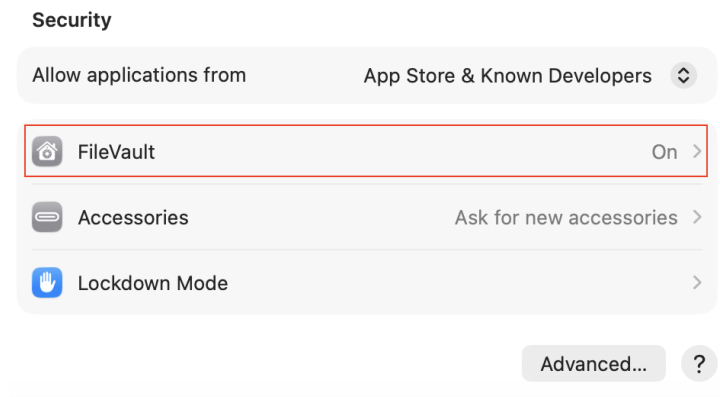 Security
Allow applications from App Store & Known Developers
FileVault On
Accessories Ask for new accessories
Lockdown Mode
Advanced... ?